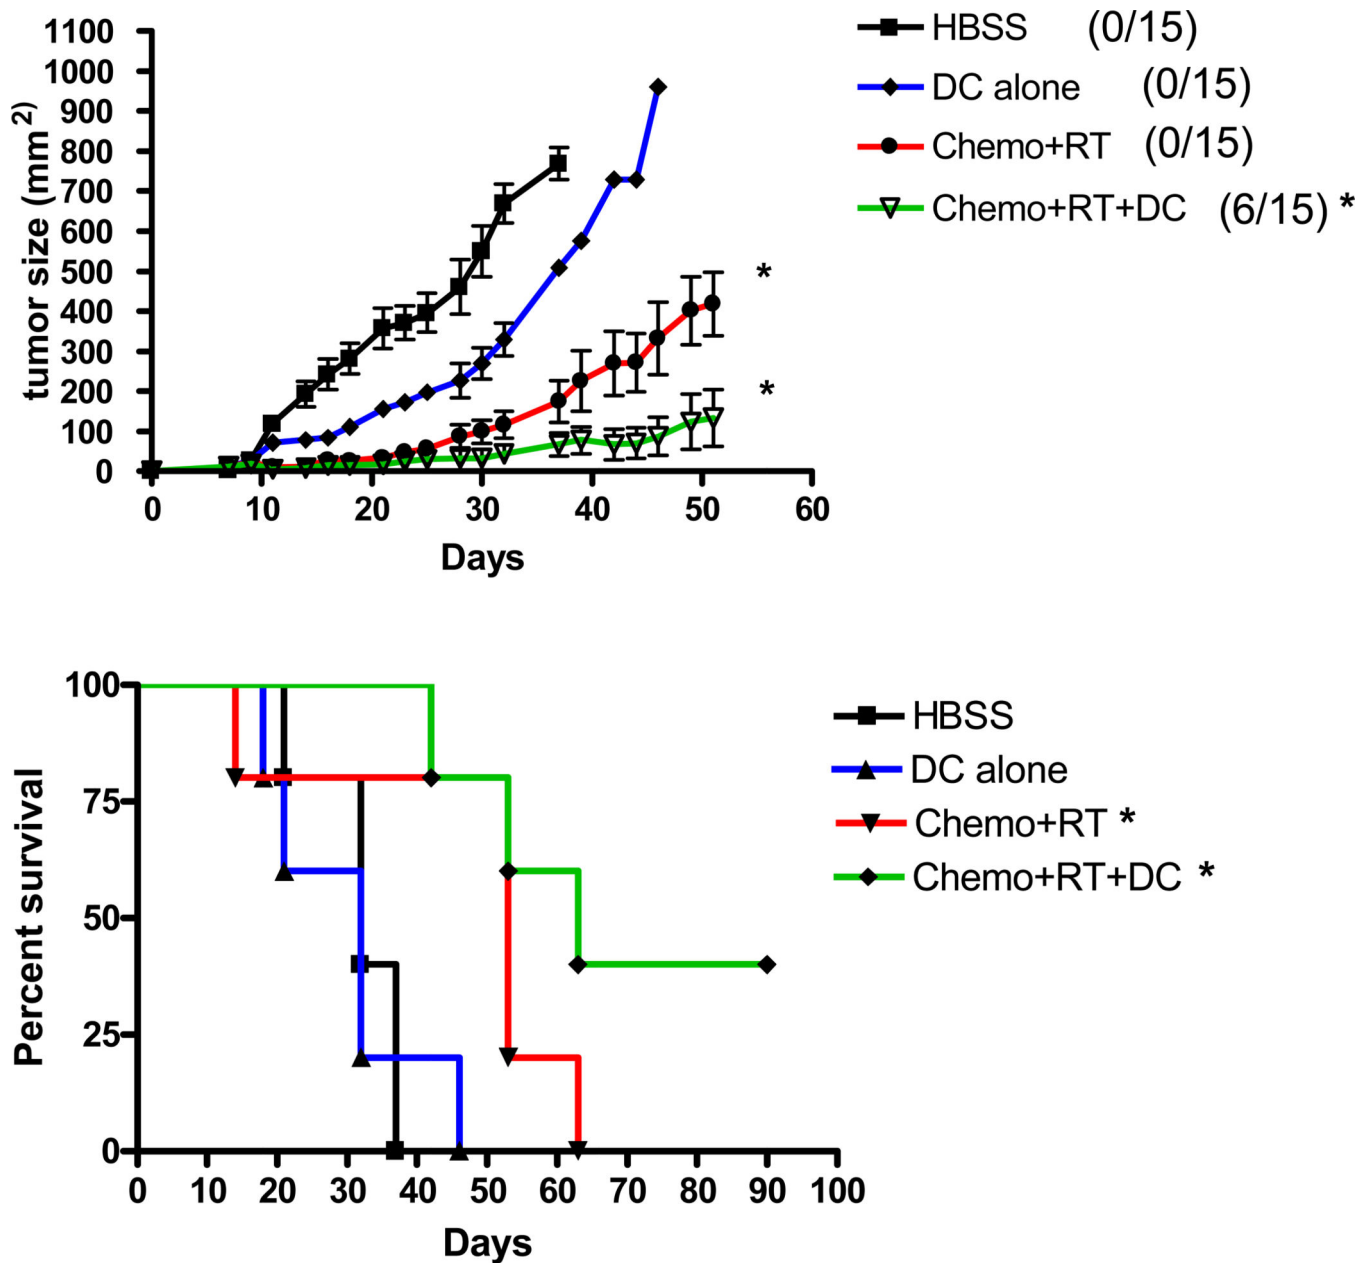 HBSS (0/15)
DC alone (0/15)
Chemo+RT (0/15)
Chemo+RT+DC (6/15) *
tumor size (mm2)
1100
1000
900
800
700
600
500
400
300
200
100
0
*
*
0 10 20 30 40 50 60
Days
Percent survival
100
75
50
25
0
HBSS
DC alone
Chemo+RT *
Chemo+RT+DC *
0 10 20 30 40 50 60 70 80 90 100
Days